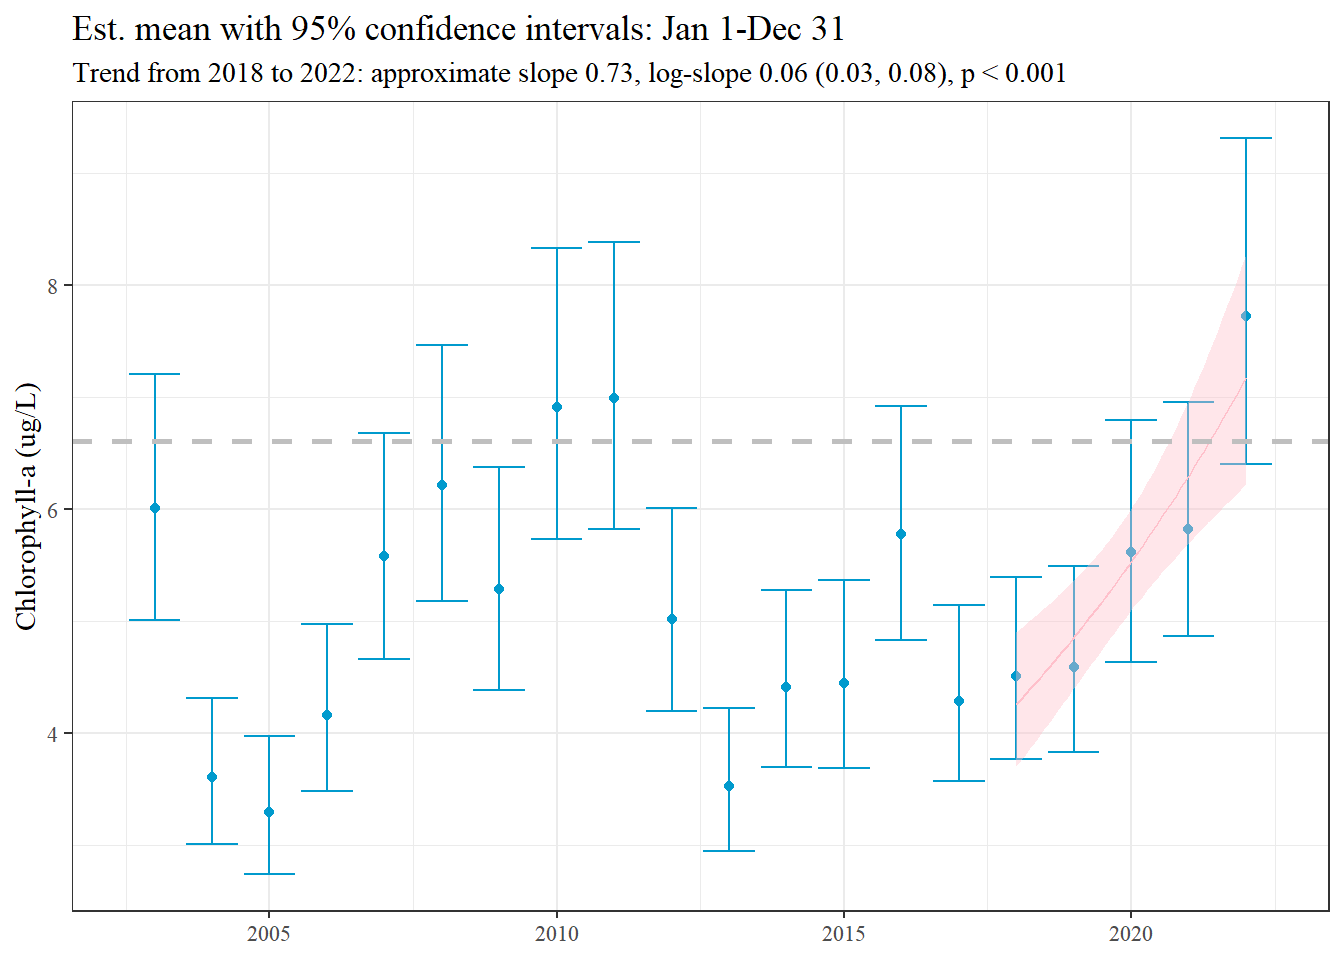 Est. mean with 95% confidence intervals: Jan 1-Dec 31
Trend from 2018 to 2022: approximate slope 0.73, log-slope 0.06 (0.03, 0.08), p < 0.001
Chlorophyll-a (ug/L)
8
6
4
2005 2010 2015 2020